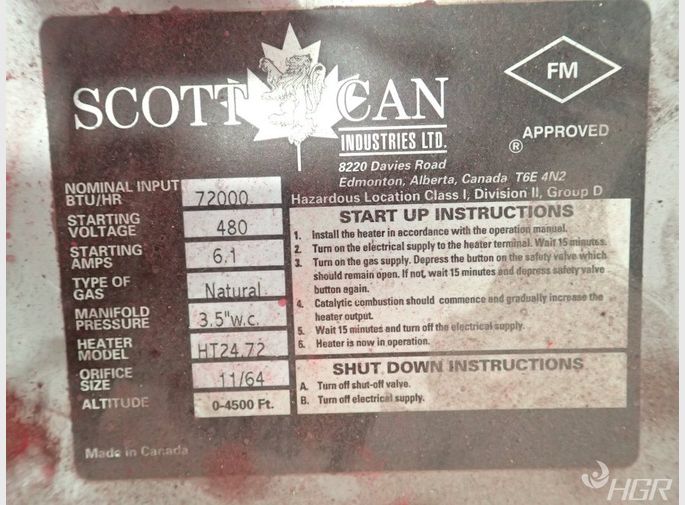 SCOTT CAN
INDUSTRIES LTD.
FM
® APPROVED
8220 Davies Road
Edmonton, Alberta, Canada T6E 4N2
Hazardous Location Class I, Division II, Group D
NOMINAL INPUT
BTU/HR 72000
STARTING
VOLTAGE 480
STARTING
AMPS 6.1
TYPE OF
GAS Natural
MANIFOLD
PRESSURE 3.5"w.c.
HEATER
MODEL HT24.72
ORIFICE
SIZE 11/64
ALTITUDE 0-4500 Ft.
Made in Canada
START UP INSTRUCTIONS
1. Install the heater in accordance with the operation manual.
2. Turn on the electrical supply to the heater terminal. Wait 15 minutes.
3. Turn on the gas supply. Depress the button on the safety valve which
should remain open. If not, wait 15 minutes and depress safety valve
button again.
4. Catalytic combustion should commence and gradually increase the
heater output.
5. Wait 15 minutes and turn off the electrical supply.
6. Heater is now in operation.
SHUT DOWN INSTRUCTIONS
A. Turn off shut-off valve.
B. Turn off electrical supply.
HGR